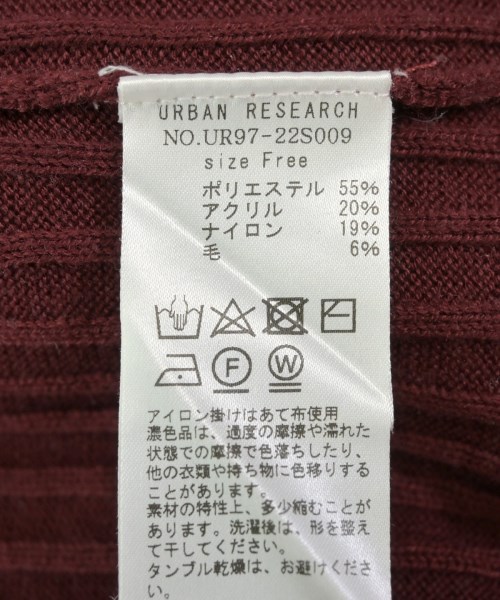 URBAN RESEARCH
NO.UR97-22S009
size Free
ポリエステル 55%
アクリル 20%
ナイロン 19%
毛 6%
F W
アイロン掛けはあて布使用
濃色品は、過度の摩擦や濡れた
状態での摩擦で色落ちしたり、
他の衣類や持ち物に色移りする
ことがあります。
素材の特性上、多少縮むことが
あります。洗濯後は、形を整え
て干してください。
タンブル乾燥は、お避けくださ
い。